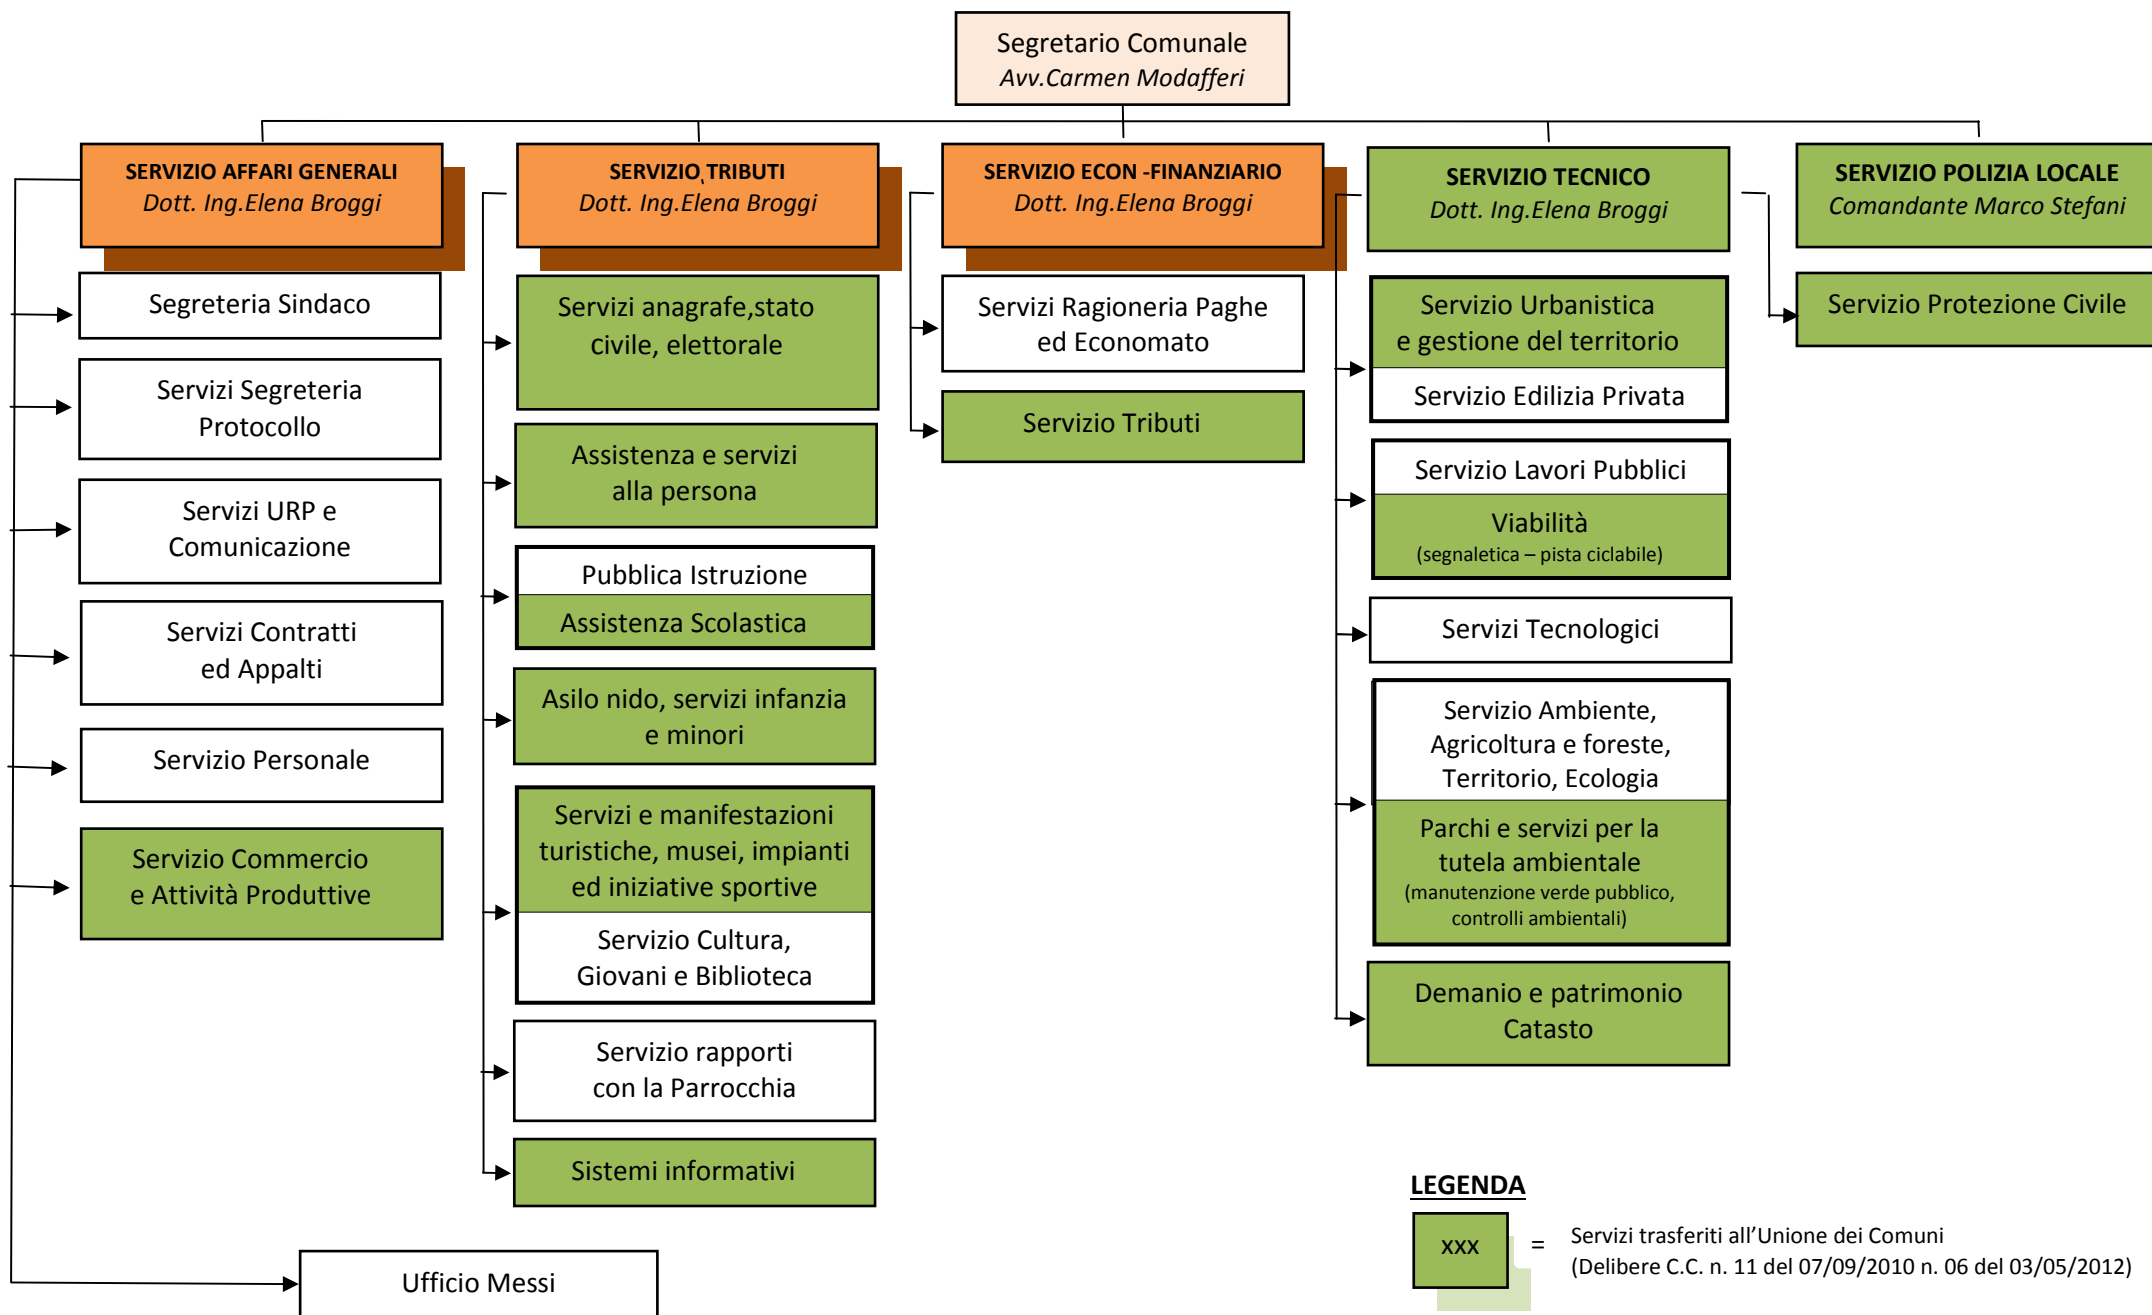 Segretario Comunale
Avv.Carmen Modafferi
SERVIZIO AFFARI GENERALI
Dott. Ing.Elena Broggi
Segreteria Sindaco
Servizi Segreteria
Protocollo
Servizi URP e
Comunicazione
Servizi Contratti
ed Appalti
Servizio Personale
Servizio Commercio
e Attività Produttive
Ufficio Messi
SERVIZIO TRIBUTI
Dott. Ing.Elena Broggi
Servizi anagrafe,stato
civile, elettorale
Assistenza e servizi
alla persona
Pubblica Istruzione
Assistenza Scolastica
Asilo nido, servizi infanzia
e minori
Servizi e manifestazioni
turistiche, musei, impianti
ed iniziative sportive
Servizio Cultura,
Giovani e Biblioteca
Servizio rapporti
con la Parrocchia
Sistemi informativi
SERVIZIO ECON -FINANZIARIO
Dott. Ing.Elena Broggi
Servizi Ragioneria Paghe
ed Economato
Servizio Tributi
SERVIZIO TECNICO
Dott. Ing.Elena Broggi
Servizio Urbanistica
e gestione del territorio
Servizio Edilizia Privata
Servizio Lavori Pubblici
Viabilità
(segnaletica – pista ciclabile)
Servizi Tecnologici
Servizio Ambiente,
Agricoltura e foreste,
Territorio, Ecologia
Parchi e servizi per la
tutela ambientale
(manutenzione verde pubblico,
controlli ambientali)
Demanio e patrimonio
Catasto
SERVIZIO POLIZIA LOCALE
Comandante Marco Stefani
Servizio Protezione Civile
LEGENDA
xxx = Servizi trasferiti all'Unione dei Comuni
(Delibere C.C. n. 11 del 07/09/2010 n. 06 del 03/05/2012)